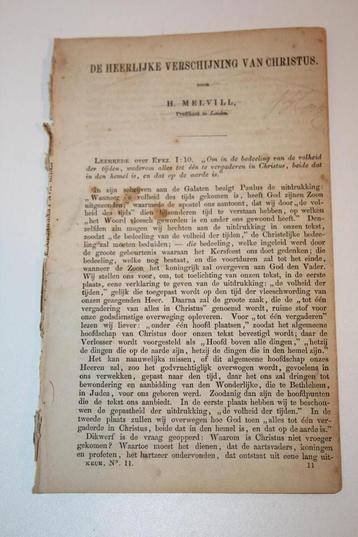 DE HEERLIJKE VERSCHIJNING VAN CHRISTUS.
DOOR
H. MELVILL,
Predikant te Londen.
LEERREDE over EFEZ. I: 10. „Om in de bedeeling van de volheid
der tijden, wederom alles tot één te vergaderen in Christus, beide dat
in den hemel is, en dat op de aarde is."
In zijn schrijven aan de Galaten bezigt Paulus de uitdrukking:
„Wanneer de volheid des tijds gekomen is, heeft God zijnen Zoon
uitgezonden," waarmede de apostel ons aantoont, dat wij door „de vol-
heid des tijds" dien bijzonderen tijd te verstaan hebben, op welken
„het Woord vleesch geworden is en onder ons gewoond heeft." Den-
zelfden zin mogen wij hechten aan de uitdrukking in onzen tekst,
zoodat „de bedeeling van de volheid der tijden," de Christelijke bedee-
ling zal moeten beduiden; — die bedeeling, welke ingeleid werd door
de groote gebeurtenis waaraan het Kersfeest ons doet gedenken; die
bedeeling, welke nog bestaat, en die voortduren zal tot het einde,
wanneer de Zoon het koningrijk zal overgeven aan God den Vader.
Wij stellen ons voor, om, met toelichting van onzen tekst, in de eerste
plaats, eene verklaring te geven van de uitdrukking: „de volheid der
tijden," gelijk die toegepast wordt op den tijd der vleeschwording van
onzen gezegenden Heer. Daarna zal de groote zaak, die de „tot één
vergadering van alles in Christus" genoemd wordt, ruime stof voor
onze godsdienstige overweging opleveren. Voor „tot één vergaderen"
lezen wij liever: „onder één hoofd plaatsen," zoodat het algemeene
hoofdschap van Christus door onzen tekst bevestigd wordt; daar de
Verlosser wordt voorgesteld als „Hoofd boven alle dingen," „hetzij
de dingen die op de aarde zijn, hetzij de dingen die in den hemel zijn."
Het kan naauwelijks missen, of dit algemeene hoofdschap onzes
Heeren zal, zoo het godvruchtiglijk overwogen wordt, gevoelens in
ons verwekken, gepast naar den tijd, daar het ons zal dringen tot
bewondering en aanbidding van den Wonderlijke, die te Bethlehem,
in Juda, voor ons geboren werd. Zoodanig dan zijn de hoofdpunten
die de tekst ons aanbiedt. In de eerste plaats hebben wij te beschou-
wen de gepastheid der uitdrukking, „de volheid der tijden." In de
tweede plaats zullen wij overwegen hoe God toen „alles tot één ver-
gaderde in Christus, beide dat in den hemel is, en dat op de aarde is."
Dikwerf is de vraag geopperd: Waarom is Christus niet vroeger
gekomen? Waartoe moest het dienen, dat de aartsvaders, koningen
en profeten, het hartzeer ondervonden, dat ontstaat uit eene lang uit-
KEUR, N°. 11. 11